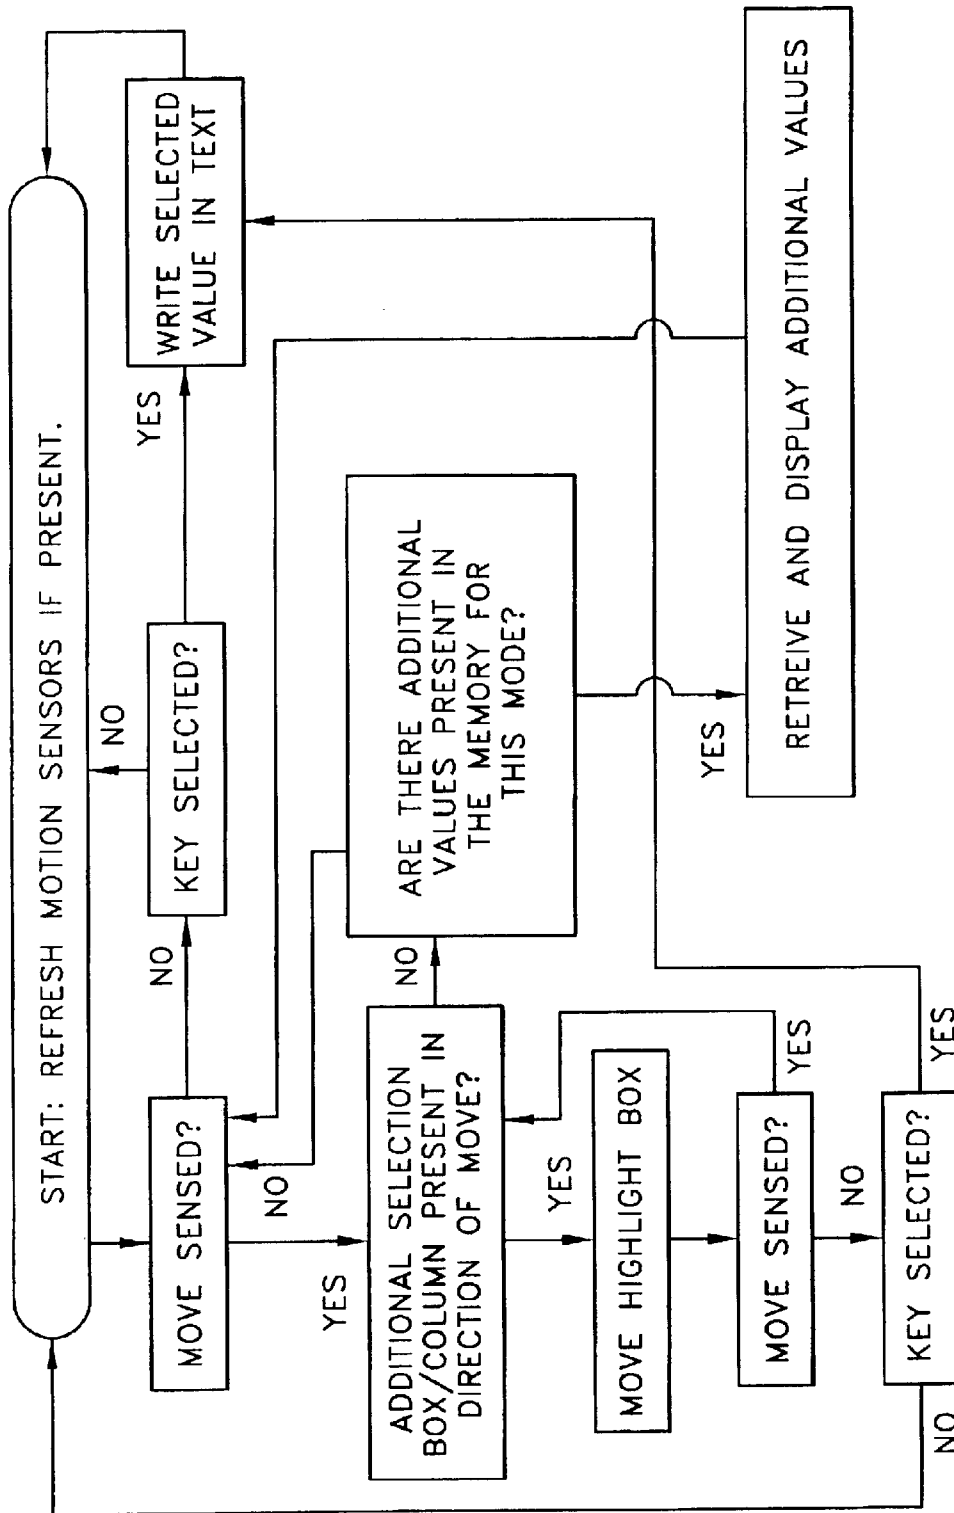 START: REFRESH MOTION SENSORS IF PRESENT.
MOVE SENSED?
NO
KEY SELECTED?
NO
YES
WRITE SELECTED
VALUE IN TEXT
NO
YES
ADDITIONAL SELECTION
BOX/COLUMN PRESENT IN
DIRECTION OF MOVE?
NO
ARE THERE ADDITIONAL
VALUES PRESENT IN
THE MEMORY FOR
THIS MODE?
YES
MOVE HIGHLIGHT BOX
YES
RETREIVE AND DISPLAY ADDITIONAL VALUES
MOVE SENSED?
YES
NO
KEY SELECTED?
YES
NO